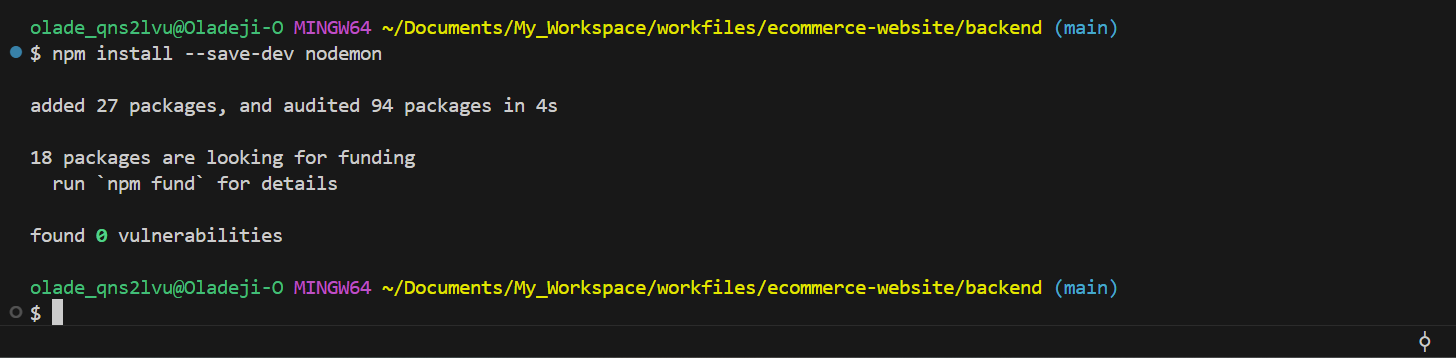 olade_qns2lvu@Oladeji-O MINGW64 ~/Documents/My_Workspace/workfiles/ecommerce-website/backend (main)
$ npm install --save-dev nodemon
added 27 packages, and audited 94 packages in 4s
18 packages are looking for funding
  run `npm fund` for details
found 0 vulnerabilities
olade_qns2lvu@Oladeji-O MINGW64 ~/Documents/My_Workspace/workfiles/ecommerce-website/backend (main)
$